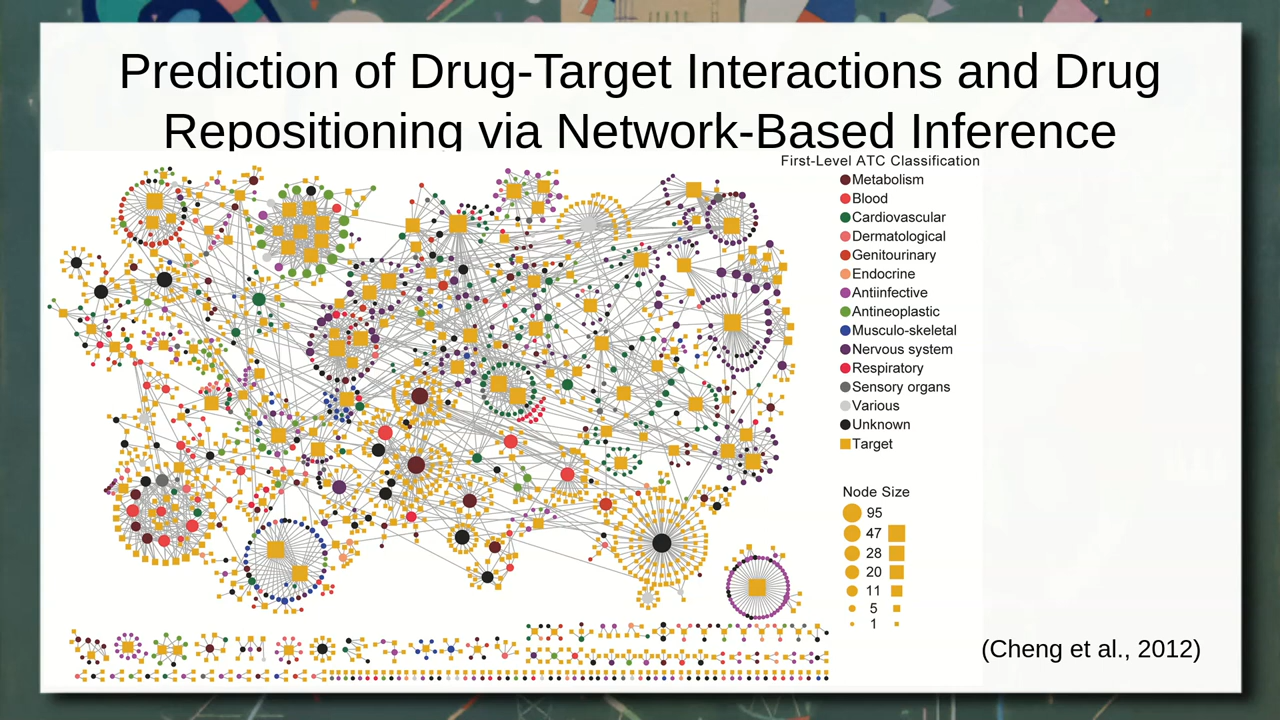 Prediction of Drug-Target Interactions and Drug
Repositioning via Network-Based Inference
First-Level ATC Classification
Metabolism
Blood
Cardiovascular
Dermatological
Genitourinary
Endocrine
Antiinfective
Antineoplastic
Musculo-skeletal
Nervous system
Respiratory
Sensory organs
Various
Unknown
Target
Node Size
95
47
28
20
11
5
1
(Cheng et al., 2012)